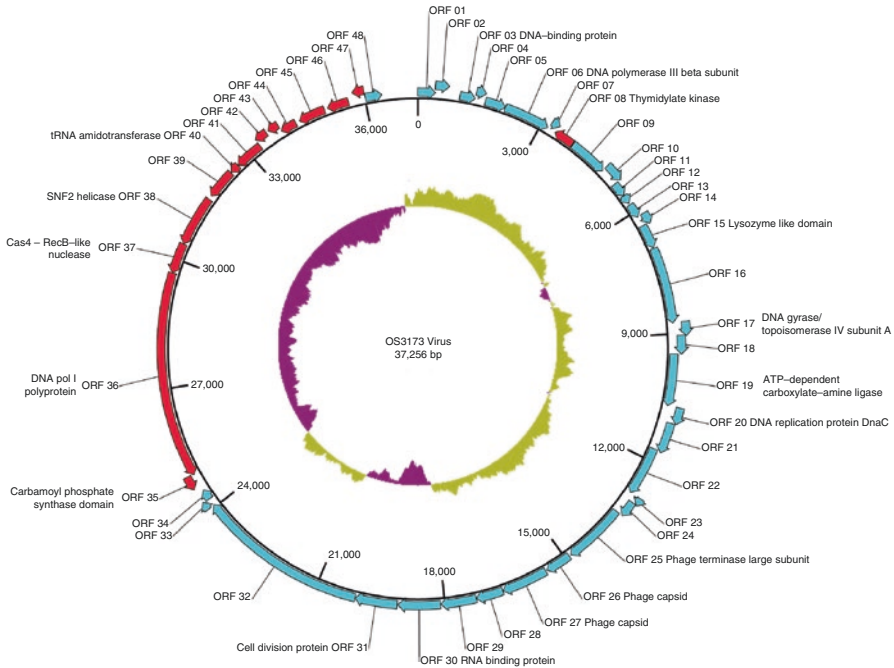 ORF 01
ORF 02
ORF 03 DNA–binding protein
ORF 04
ORF 05
ORF 06 DNA polymerase III beta subunit
ORF 07
ORF 08 Thymidylate kinase
ORF 09
ORF 10
ORF 11
ORF 12
ORF 13
ORF 14
ORF 15 Lysozyme like domain
ORF 16
ORF 17 DNA gyrase/
topoisomerase IV subunit A
ORF 18
ORF 19 ATP–dependent
carboxylate–amine ligase
ORF 20 DNA replication protein DnaC
ORF 21
ORF 22
ORF 23
ORF 24
ORF 25 Phage terminase large subunit
ORF 26 Phage capsid
ORF 27 Phage capsid
ORF 28
ORF 29
ORF 30 RNA binding protein
Cell division protein ORF 31
ORF 32
ORF 33
ORF 34
Carbamoyl phosphate
synthase domain
ORF 35
DNA pol I
polyprotein
ORF 36
Cas4 – RecB–like
nuclease
ORF 37
SNF2 helicase ORF 38
ORF 39
tRNA amidotransferase ORF 40
ORF 41
ORF 42
ORF 43
ORF 44
ORF 45
ORF 46
ORF 47
ORF 48
0
3,000
6,000
9,000
12,000
15,000
18,000
21,000
24,000
27,000
30,000
33,000
36,000
OS3173 Virus
37,256 bp